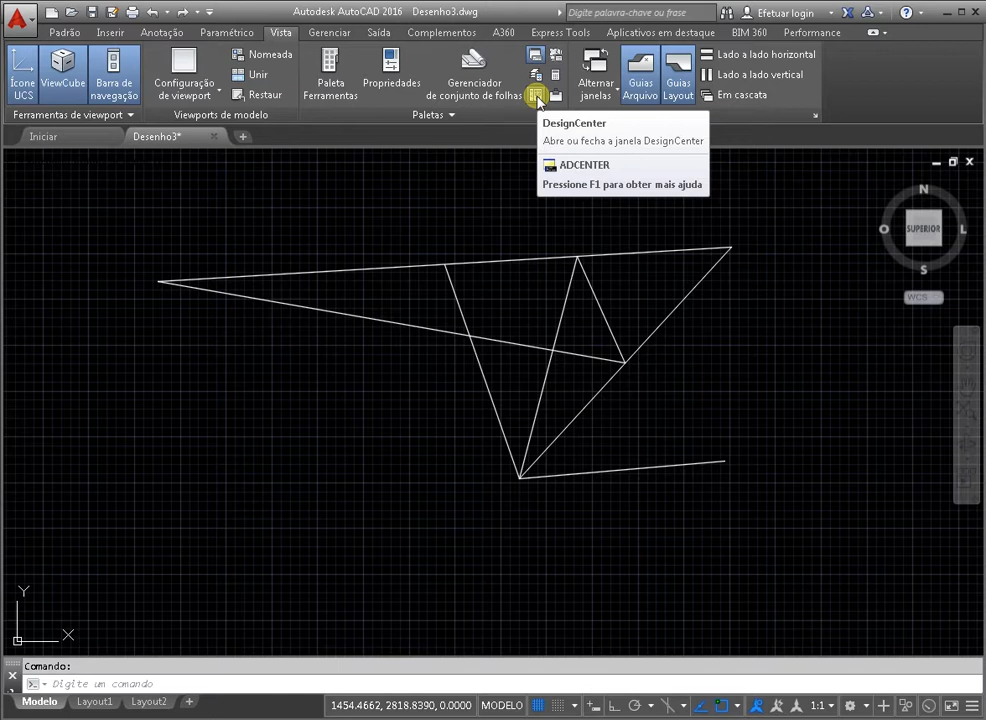 Autodesk AutoCAD 2016 Desenho3.dwg
Digite palavra-chave ou frase
Efetuar login
Padrão Inserir Anotação Paramétrico Vista Gerenciar Saída Complementos A360 Express Tools Aplicativos em destaque BIM 360 Performance
Ícone UCS
ViewCube
Barra de navegação
Ferramentas de viewport
Configuração de viewport
Nomeada
Unir
Restaur
Viewports de modelo
Paleta Ferramentas
Propriedades
Gerenciador de conjunto de folhas
Paletas
Alternar janelas
Guias Arquivo
Guias Layout
Lado a lado horizontal
Lado a lado vertical
Em cascata
Iniciar
Desenho3*
DesignCenter
Abre ou fecha a janela DesignCenter
ADCENTER
Pressione F1 para obter mais ajuda
N
O SUPERIOR L
S
WCS
Y
X
Comando:
Digite um comando
Modelo Layout1 Layout2
1454.4662, 2818.8390, 0.0000 MODELO 1:1